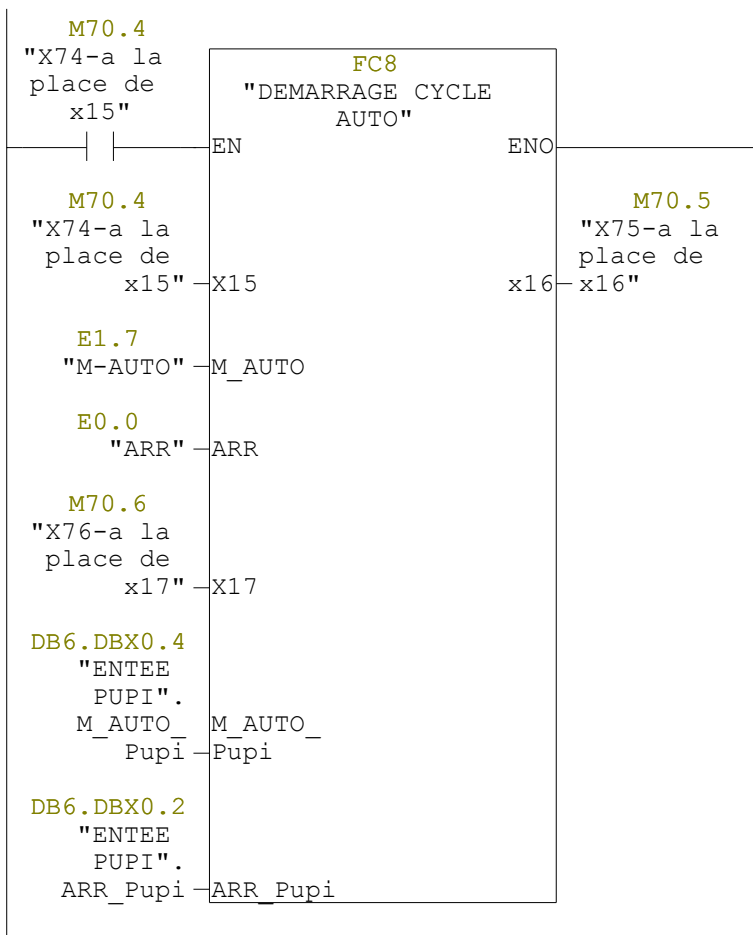 M70.4
"X74-a la
place de
x15"
FC8
"DEMARRAGE CYCLE
AUTO"
EN
ENO
M70.4
"X74-a la
place de
x15"
X15
M70.5
"X75-a la
place de
x16"
x16
E1.7
"M-AUTO"
M_AUTO
E0.0
"ARR"
ARR
M70.6
"X76-a la
place de
x17"
X17
DB6.DBX0.4
"ENTEE
PUPI".
M_AUTO_
Pupi
M_AUTO_
Pupi
DB6.DBX0.2
"ENTEE
PUPI".
ARR_Pupi
ARR_Pupi